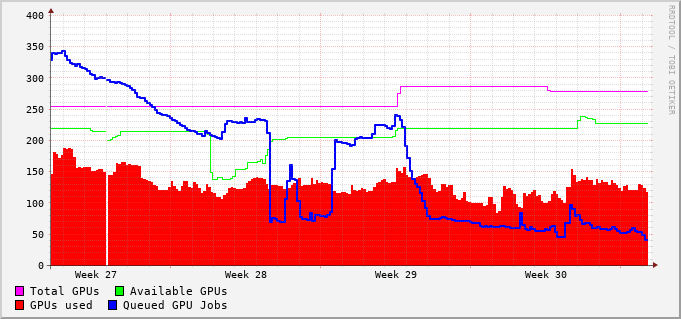 400
350
300
250
200
150
100
50
0
Week 27 Week 28 Week 29 Week 30
Total GPUs Available GPUs
GPUs used Queued GPU Jobs
RRDTOOL / TOBI OETIKER